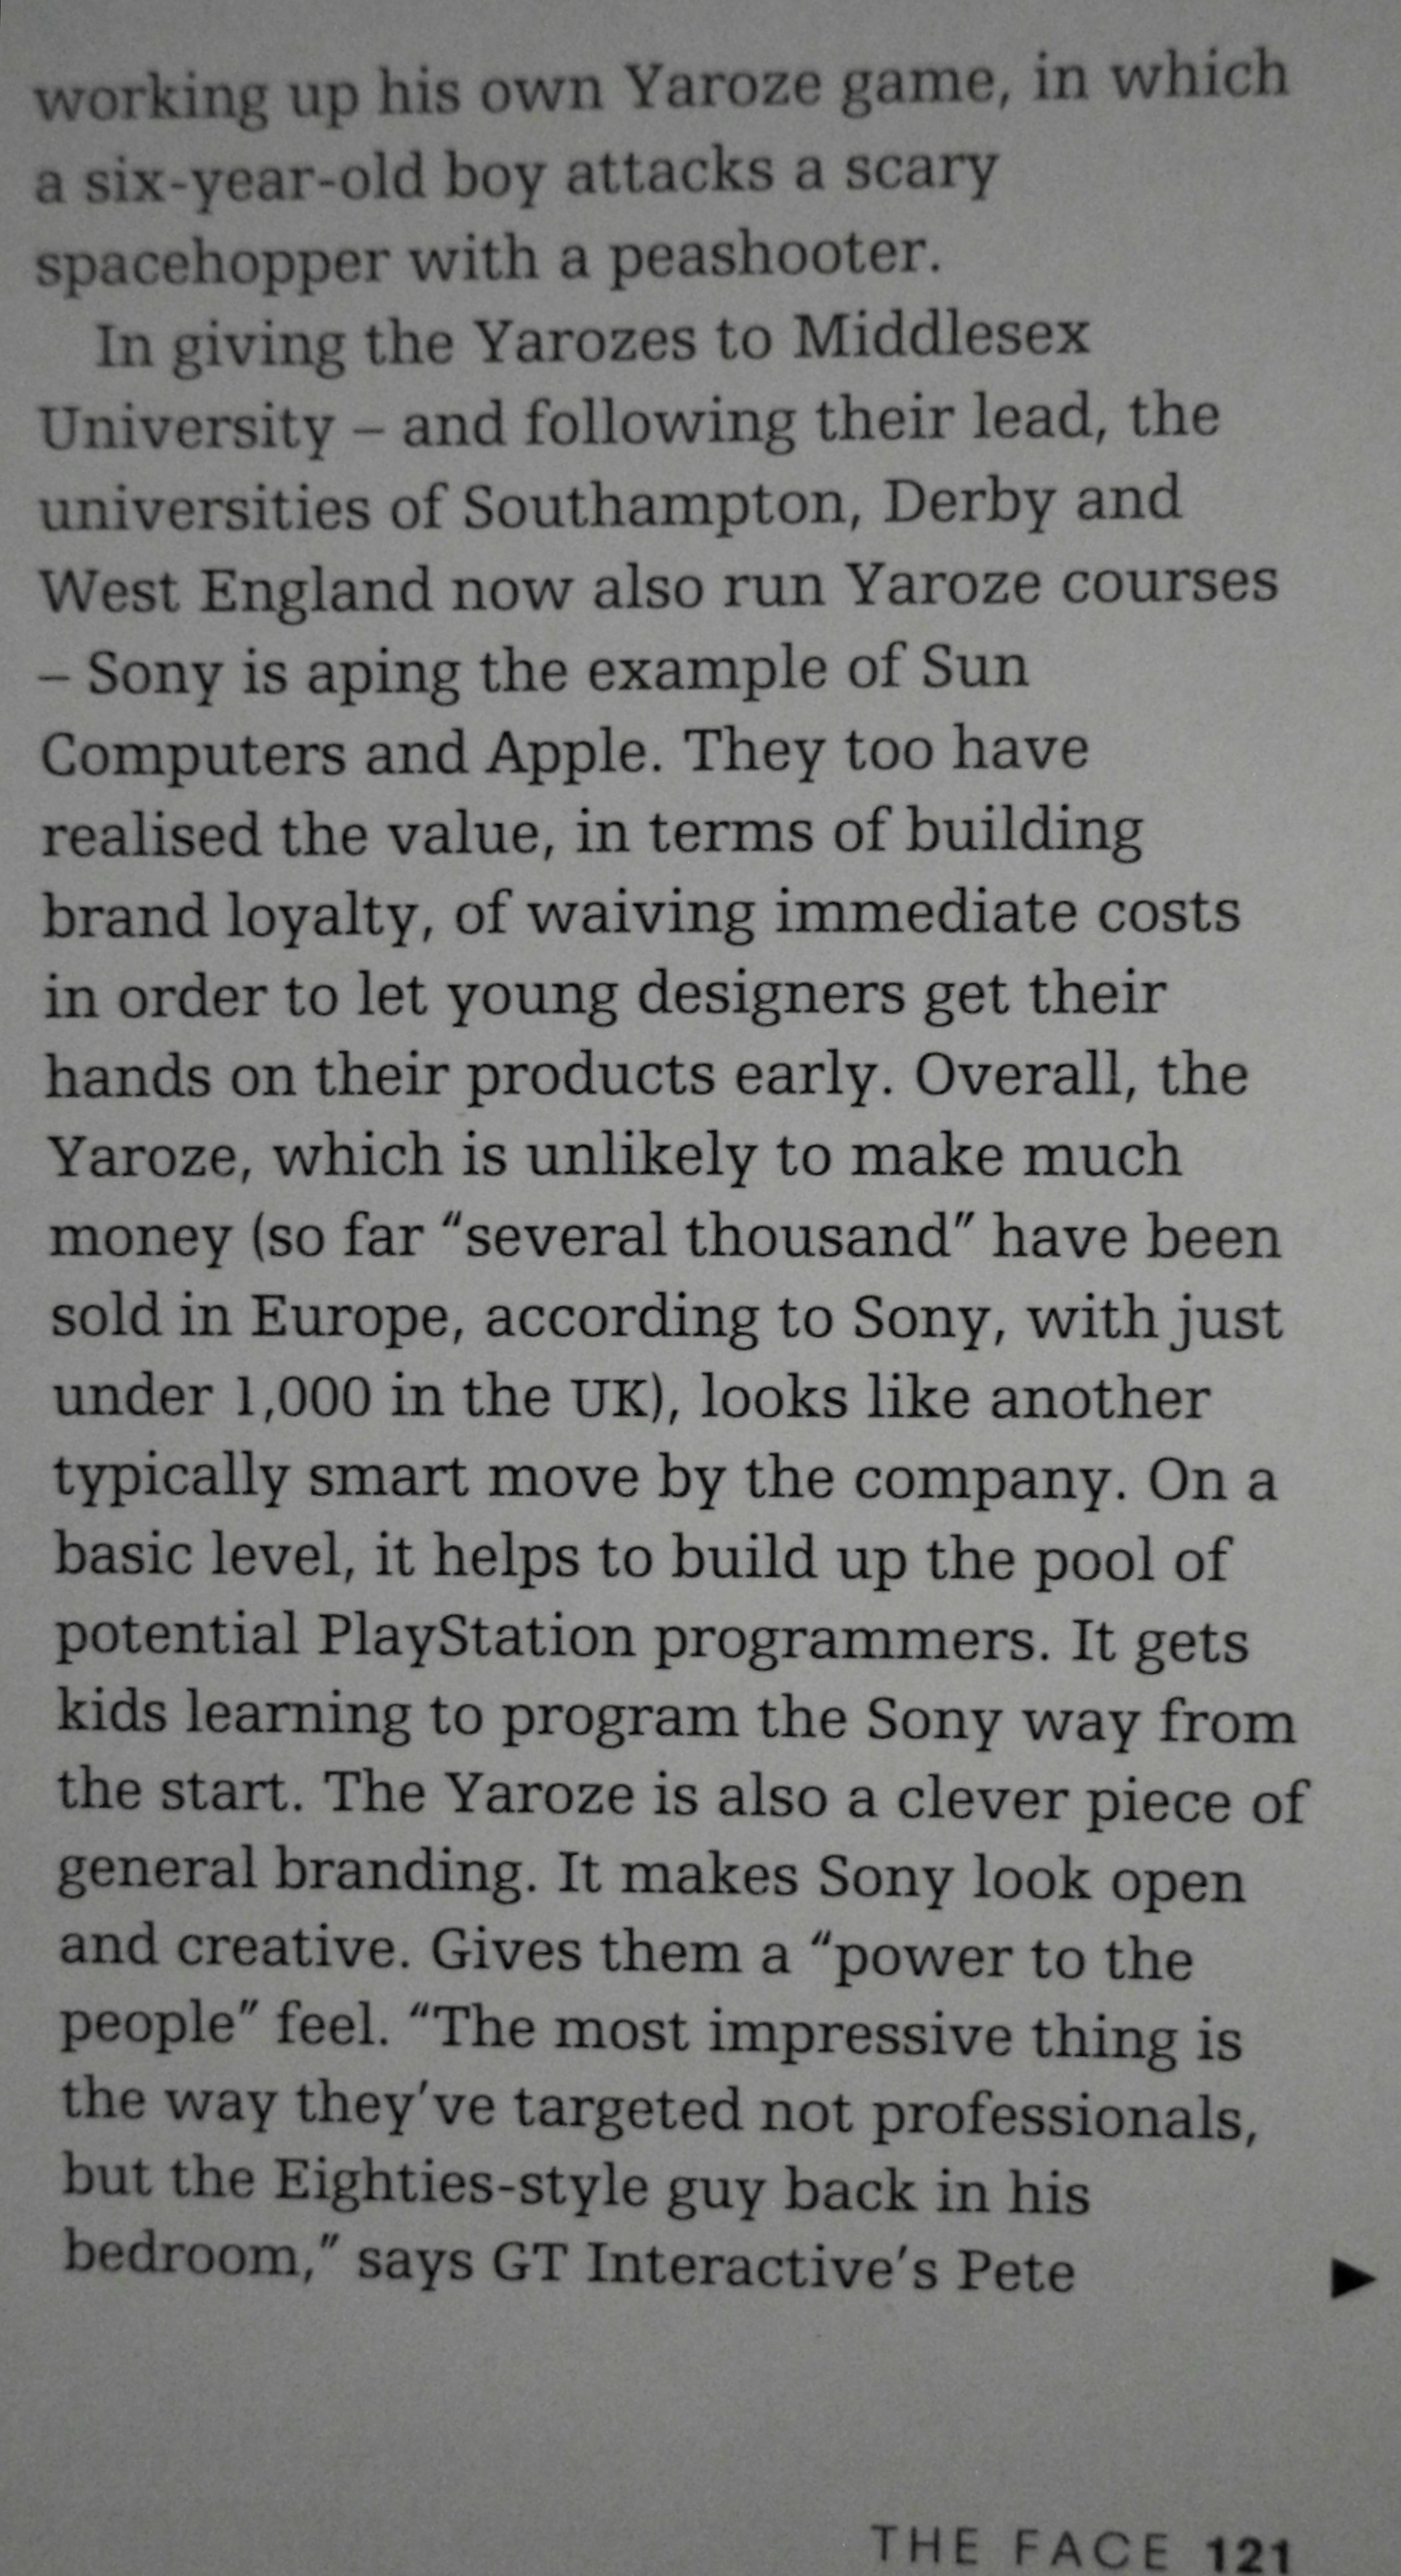 working up his own Yaroze game, in which
a six-year-old boy attacks a scary
spacehopper with a peashooter.
In giving the Yarozes to Middlesex
University – and following their lead, the
universities of Southampton, Derby and
West England now also run Yaroze courses
– Sony is aping the example of Sun
Computers and Apple. They too have
realised the value, in terms of building
brand loyalty, of waiving immediate costs
in order to let young designers get their
hands on their products early. Overall, the
Yaroze, which is unlikely to make much
money (so far “several thousand” have been
sold in Europe, according to Sony, with just
under 1,000 in the UK), looks like another
typically smart move by the company. On a
basic level, it helps to build up the pool of
potential PlayStation programmers. It gets
kids learning to program the Sony way from
the start. The Yaroze is also a clever piece of
general branding. It makes Sony look open
and creative. Gives them a “power to the
people” feel. “The most impressive thing is
the way they’ve targeted not professionals,
but the Eighties-style guy back in his
bedroom,” says GT Interactive’s Pete ▶
THE FACE 121